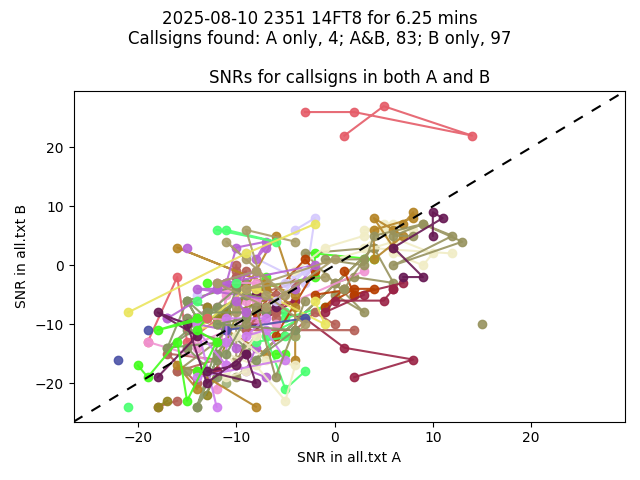 2025-08-10 2351 14FT8 for 6.25 mins
Callsigns found: A only, 4; A&B, 83; B only, 97
SNRs for callsigns in both A and B
20
10
0
−10
−20
SNR in all.txt B
−20 −10 0 10 20
SNR in all.txt A